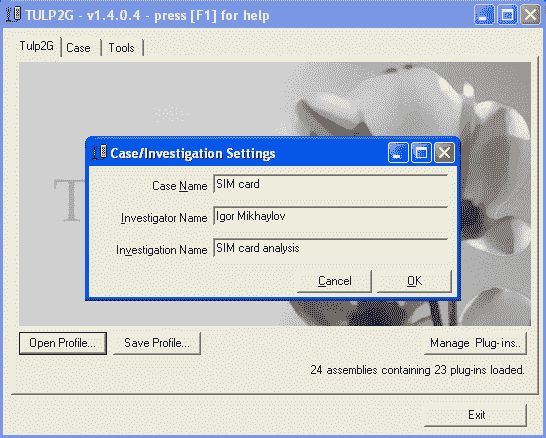 TULP2G - v1.4.0.4 - press [F1] for help
Tulp2G Case Tools
T
Case/Investigation Settings
Case Name SIM card
Investigator Name Igor Mikhaylov
Investigation Name SIM card analysis
Cancel OK
Open Profile... Save Profile... Manage Plug-ins..
24 assemblies containing 23 plug-ins loaded.
Exit